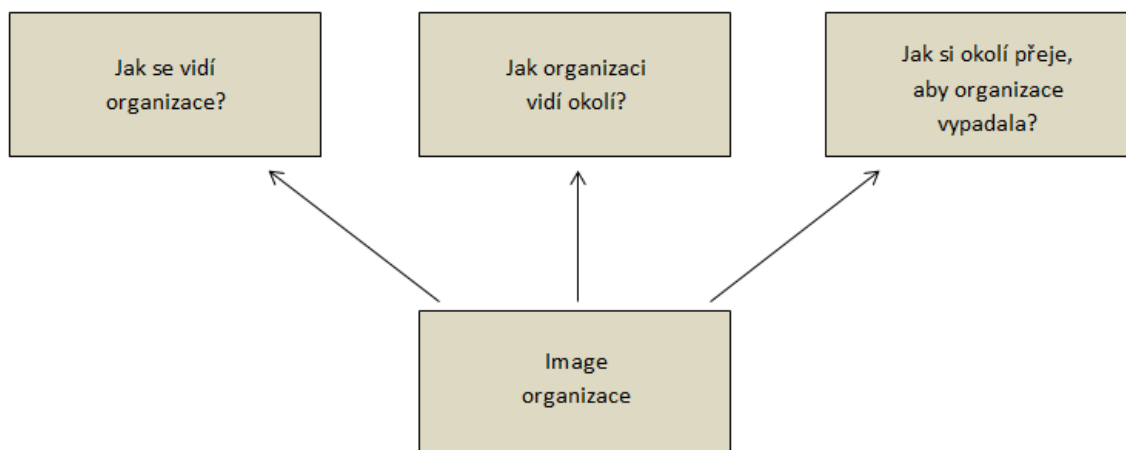 Jak se vidí
organizace?
Jak organizaci
vidí okolí?
Jak si okolí přeje,
aby organizace
vypadala?
Image
organizace